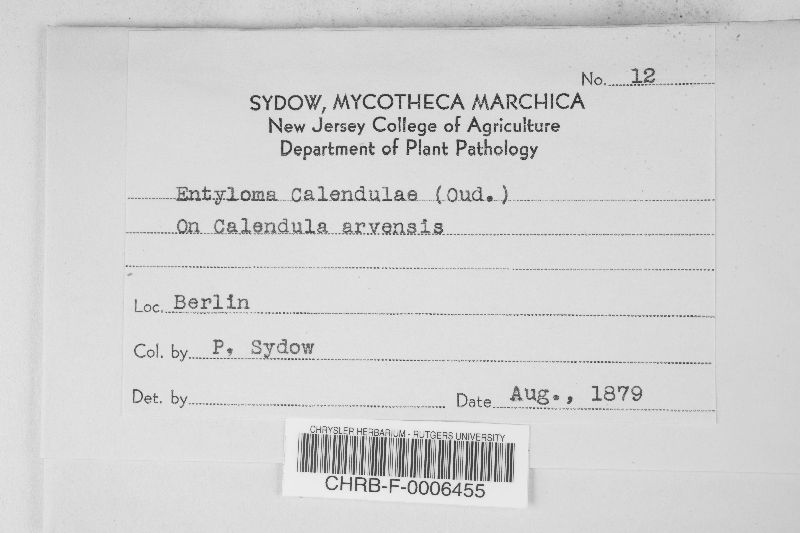 No. 12
SYDOW, MYCOTHECA MARCHICA
New Jersey College of Agriculture
Department of Plant Pathology
Entyloma Calendulae (Oud.)
On Calendula arvensis
Loc. Berlin
Col. by P. Sydow
Det. by
Date Aug., 1879
CHRYSLER HERBARIUM - RUTGERS UNIVERSITY
CHRB-F-0006455